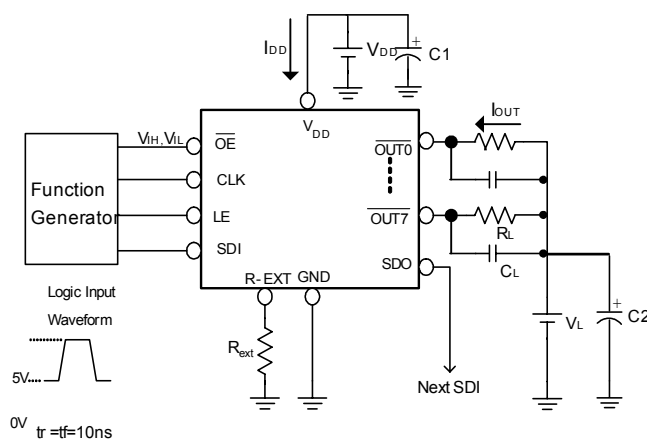 IDD
VDD
C1
VIH, VIL
OE
VDD
OUT0
IOUT
Function
Generator
CLK
LE
OUT7
RL
SDI
SDO
CL
R-EXT
GND
Logic Input
Waveform
Rext
VL
C2
5V
Next SDI
0V
tr =tf=10ns